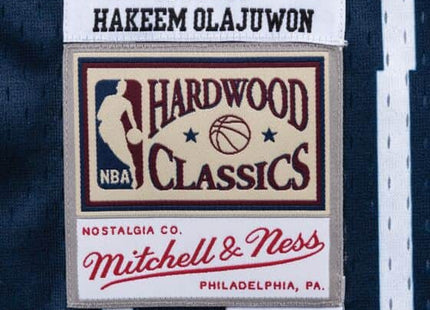 HAKEEM OLAJUWON
HARDWOOD
NBA
CLASSICS
NOSTALGIA CO.
Mitchell & Ness
PHILADELPHIA, PA.